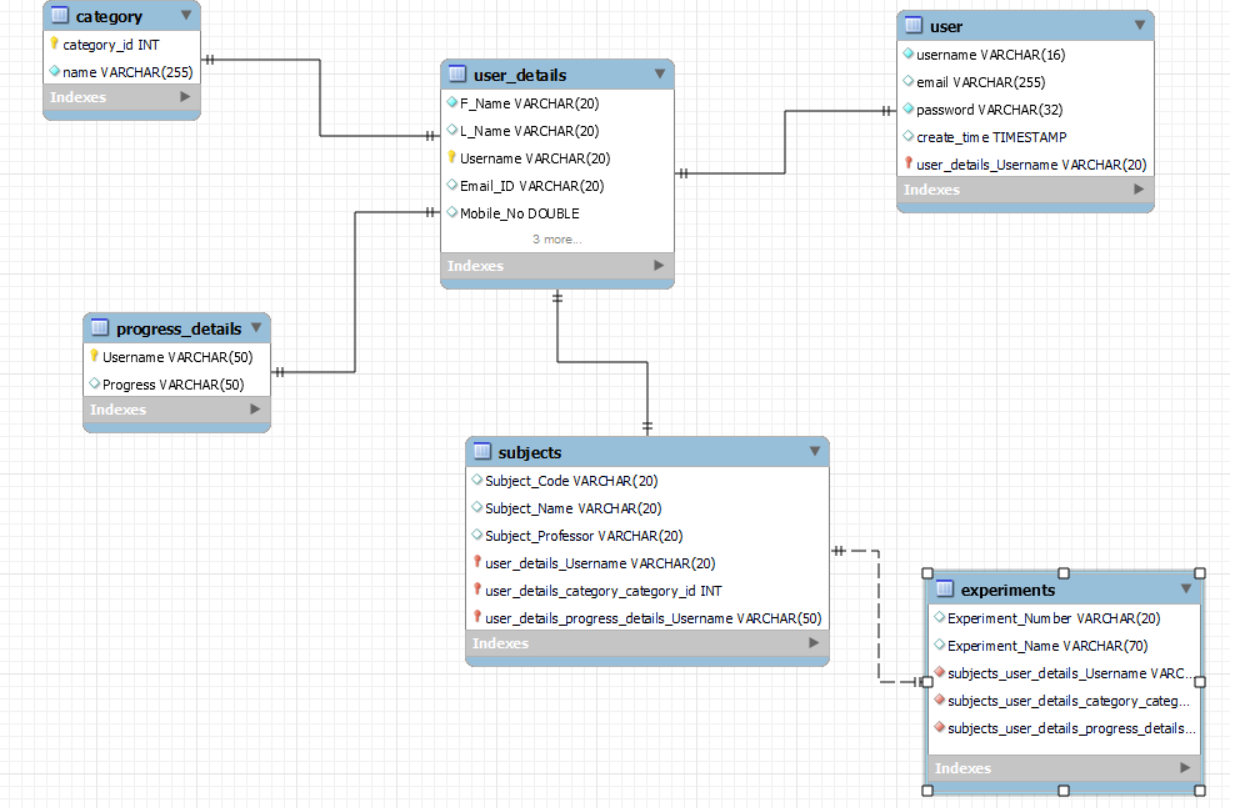 category
category_id INT
name VARCHAR(255)
Indexes
user_details
F_Name VARCHAR(20)
L_Name VARCHAR(20)
Username VARCHAR(20)
Email_ID VARCHAR(20)
Mobile_No DOUBLE
3 more...
Indexes
user
username VARCHAR(16)
email VARCHAR(255)
password VARCHAR(32)
create_time TIMESTAMP
user_details_Username VARCHAR(20)
Indexes
progress_details
Username VARCHAR(50)
Progress VARCHAR(50)
Indexes
subjects
Subject_Code VARCHAR(20)
Subject_Name VARCHAR(20)
Subject_Professor VARCHAR(20)
user_details_Username VARCHAR(20)
user_details_category_category_id INT
user_details_progress_details_Username VARCHAR(50)
Indexes
experiments
Experiment_Number VARCHAR(20)
Experiment_Name VARCHAR(70)
subjects_user_details_Username VARC...
subjects_user_details_category_categ...
subjects_user_details_progress_details...
Indexes